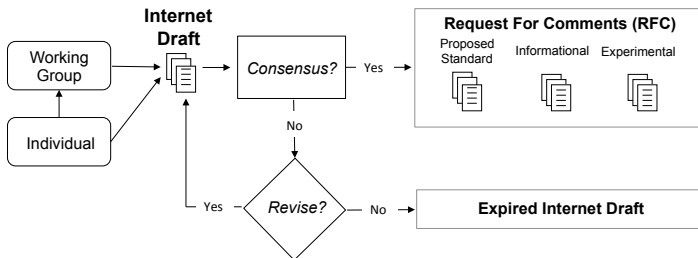 Internet
Draft
Working
Group
Individual
Consensus?
Yes
No
Revise?
Yes
No
Request For Comments (RFC)
Proposed
Standard
Informational
Experimental
Expired Internet Draft